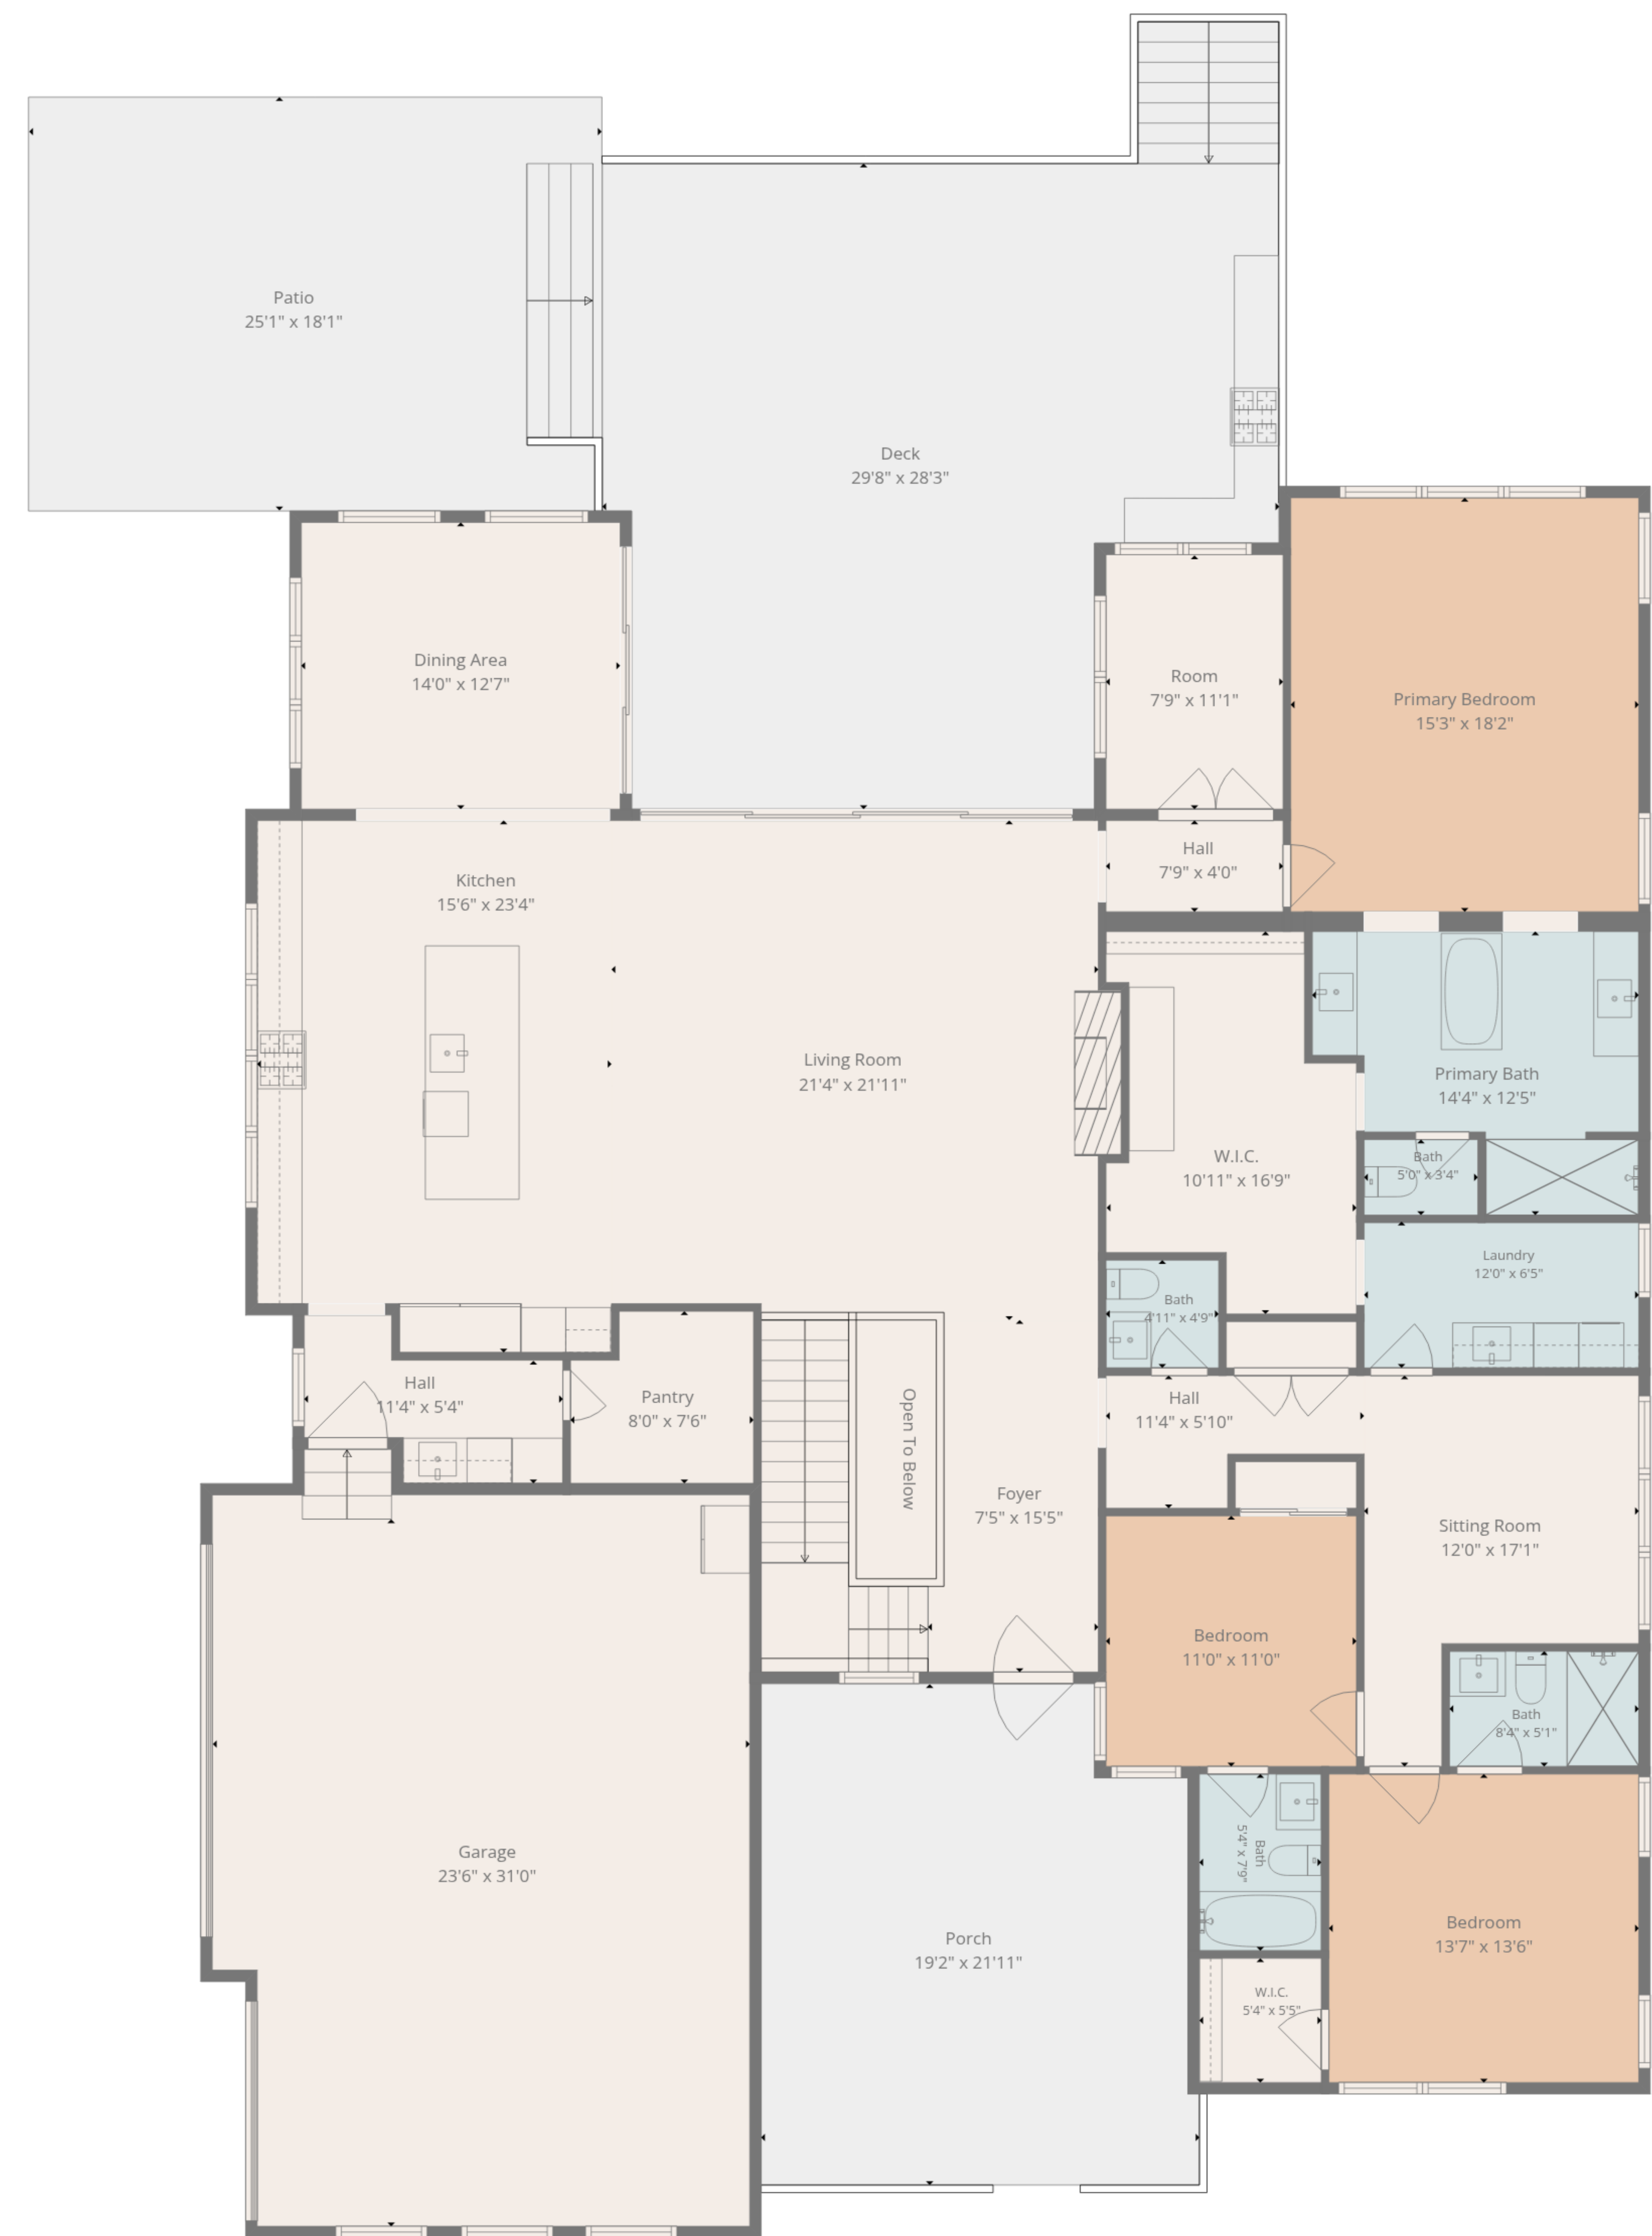 Patio
25'1" x 18'1"
Deck
29'8" x 28'3"
Dining Area
14'0" x 12'7"
Room
7'9" x 11'1"
Primary Bedroom
15'3" x 18'2"
Hall
7'9" x 4'0"
Kitchen
15'6" x 23'4"
Living Room
21'4" x 21'11"
Primary Bath
14'4" x 12'5"
W.I.C.
10'11" x 16'9"
Bath
5'0" x 3'4"
Laundry
12'0" x 6'5"
Bath
4'11" x 4'9"
Hall
11'4" x 5'4"
Pantry
8'0" x 7'6"
Open To Below
Hall
11'4" x 5'10"
Foyer
7'5" x 15'5"
Sitting Room
12'0" x 17'1"
Bedroom
11'0" x 11'0"
Bath
8'4" x 5'1"
Garage
23'6" x 31'0"
Bath
5'4" x 7'9"
Porch
19'2" x 21'11"
Bedroom
13'7" x 13'6"
W.I.C.
5'4" x 5'5"